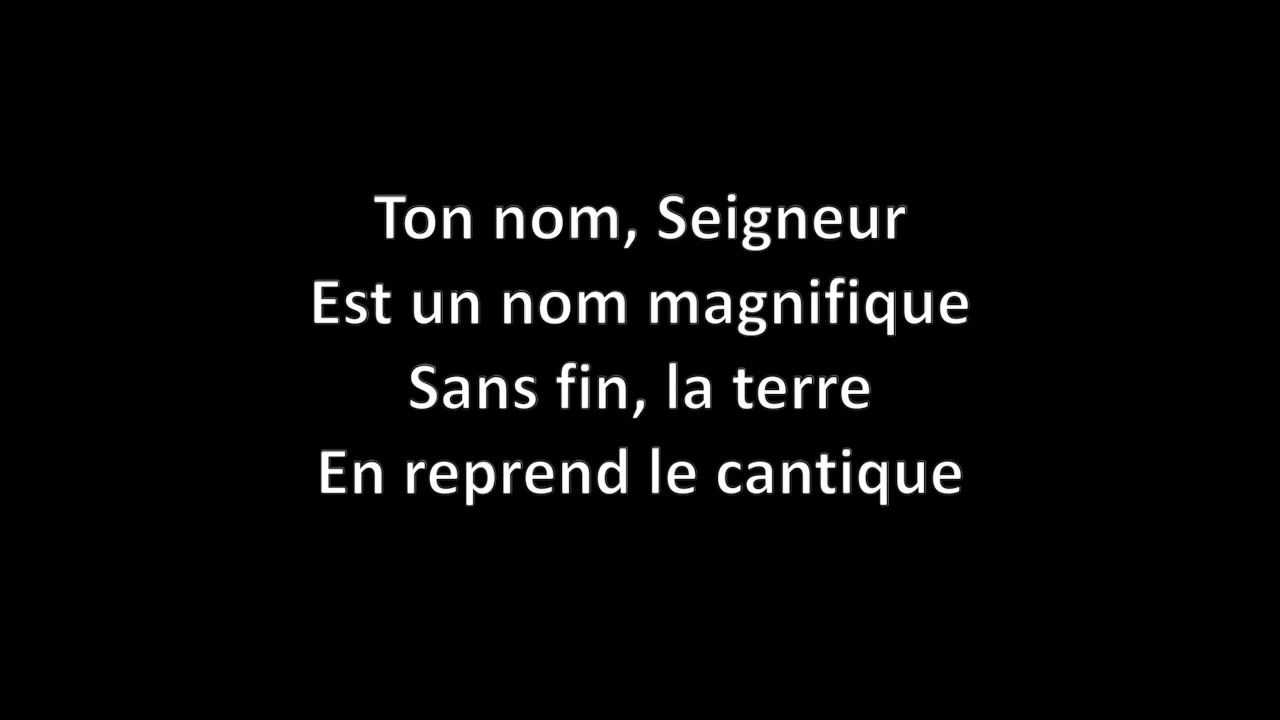 Ton nom, Seigneur
Est un nom magnifique
Sans fin, la terre
En reprend le cantique